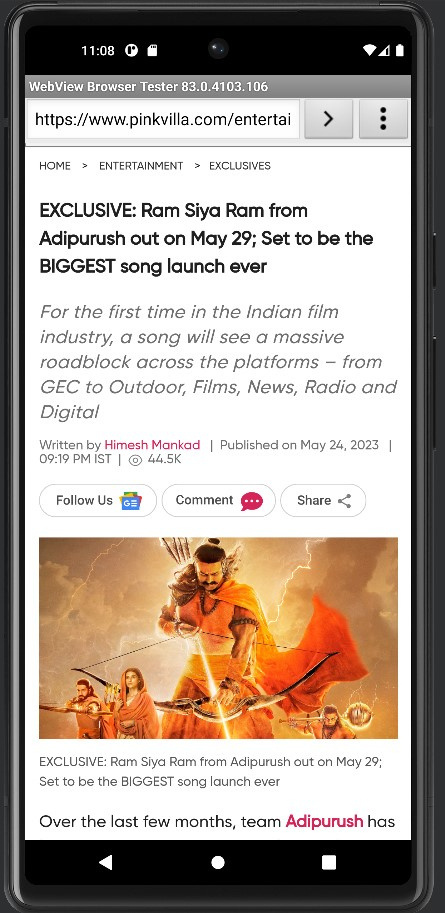 11:08
WebView Browser Tester 83.0.4103.106
https://www.pinkvilla.com/entertai
HOME > ENTERTAINMENT > EXCLUSIVES
EXCLUSIVE: Ram Siya Ram from
Adipurush out on May 29; Set to be the
BIGGEST song launch ever
For the first time in the Indian film
industry, a song will see a massive
roadblock across the platforms – from
GEC to Outdoor, Films, News, Radio and
Digital
Written by Himesh Mankad | Published on May 24, 2023 |
09:19 PM IST | 44.5K
Follow Us GE Comment Share
EXCLUSIVE: Ram Siya Ram from Adipurush out on May 29;
Set to be the BIGGEST song launch ever
Over the last few months, team Adipurush has